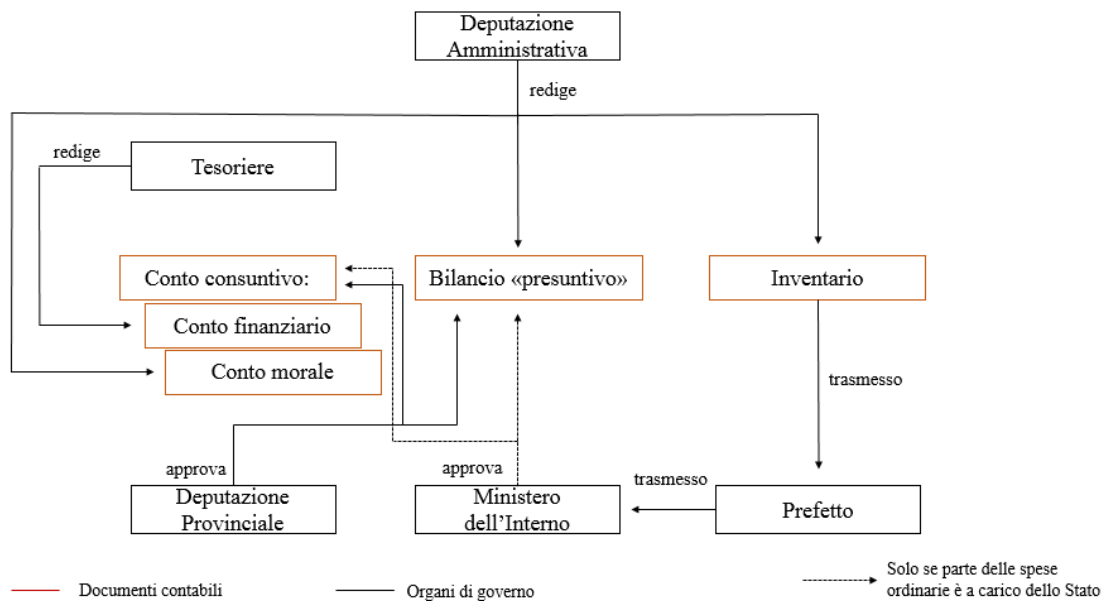 Deputazione
Amministrativa
redige
redige
Tesoriere
Conto consuntivo:
Bilancio «presuntivo»
Inventario
Conto finanziario
Conto morale
trasmesso
approva
approva
trasmesso
Deputazione
Provinciale
Ministero
dell’Interno
Prefetto
Documenti contabili
Organi di governo
Solo se parte delle spese
ordinarie è a carico dello Stato